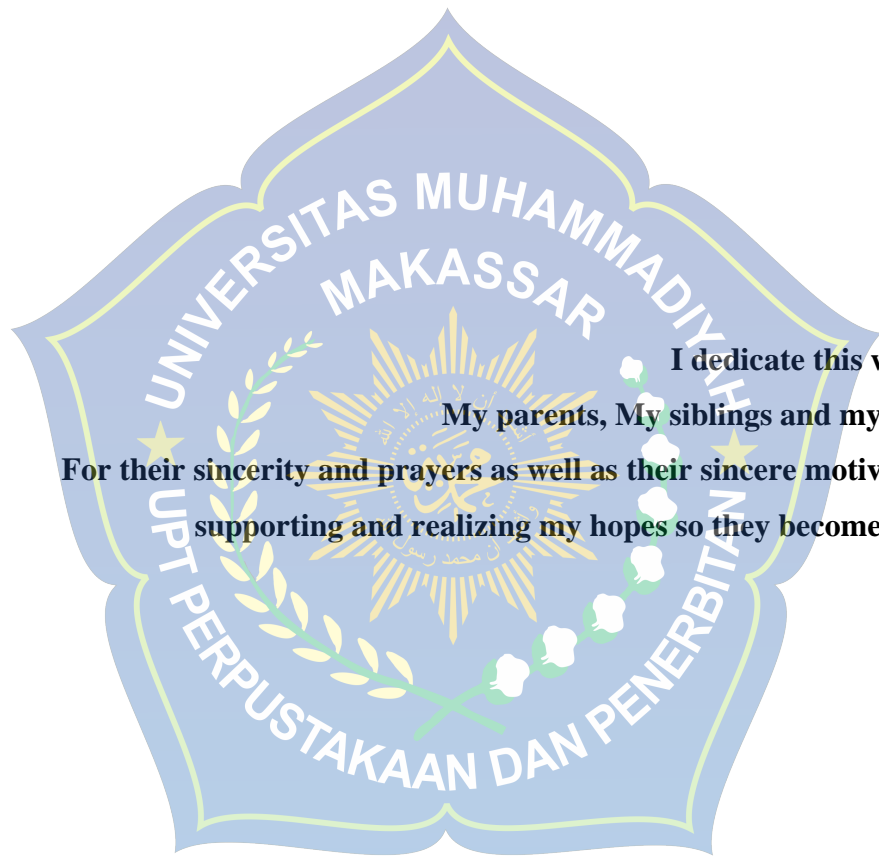 UNIVERSITAS MUHAMMADIYAH
MAKASSAR
I dedicate this
My parents, My siblings and my
For their sincerity and prayers as well as their sincere
supporting and realizing my hopes so they become
UPT PERPUSTAKAAN DAN PENERBITAN